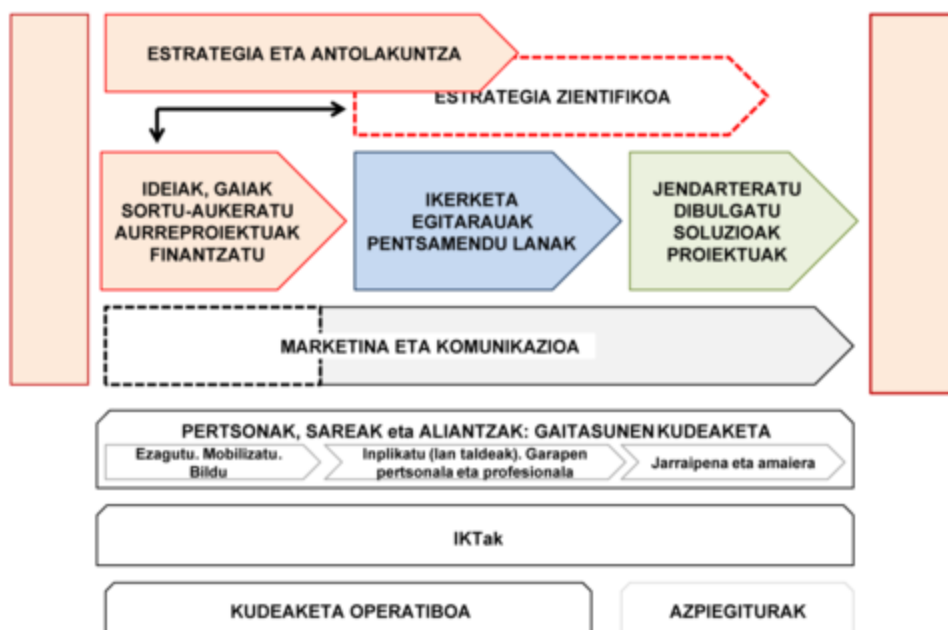 ESTRATEGIA ETA ANTOLAKUNTZA
ESTRATEGIA ZIENTIFIKOA
IDEIAK, GAIAK
SORTU-AUKERATU
AURREPROIEKTUAK
FINANTZATU
IKERKETA
EGITARAUAK
PENTSAMENDU LANAK
JENDARTERATU
DIBULGATU
SOLUZIOAK
PROIEKTUAK
MARKETINA ETA KOMUNIKAZIOA
PERTSONAK, SAREAK eta ALIANTZAK: GAITASUNEN KUDEAKETA
Ezagutu. Mobilizatu.
Bildu
Inplikatu (lan taldeak). Garapen
pertsonala eta profesionala
Jarraipena eta amaiera
IKTak
KUDEAKETA OPERATIBOA
AZPIEGITURAK